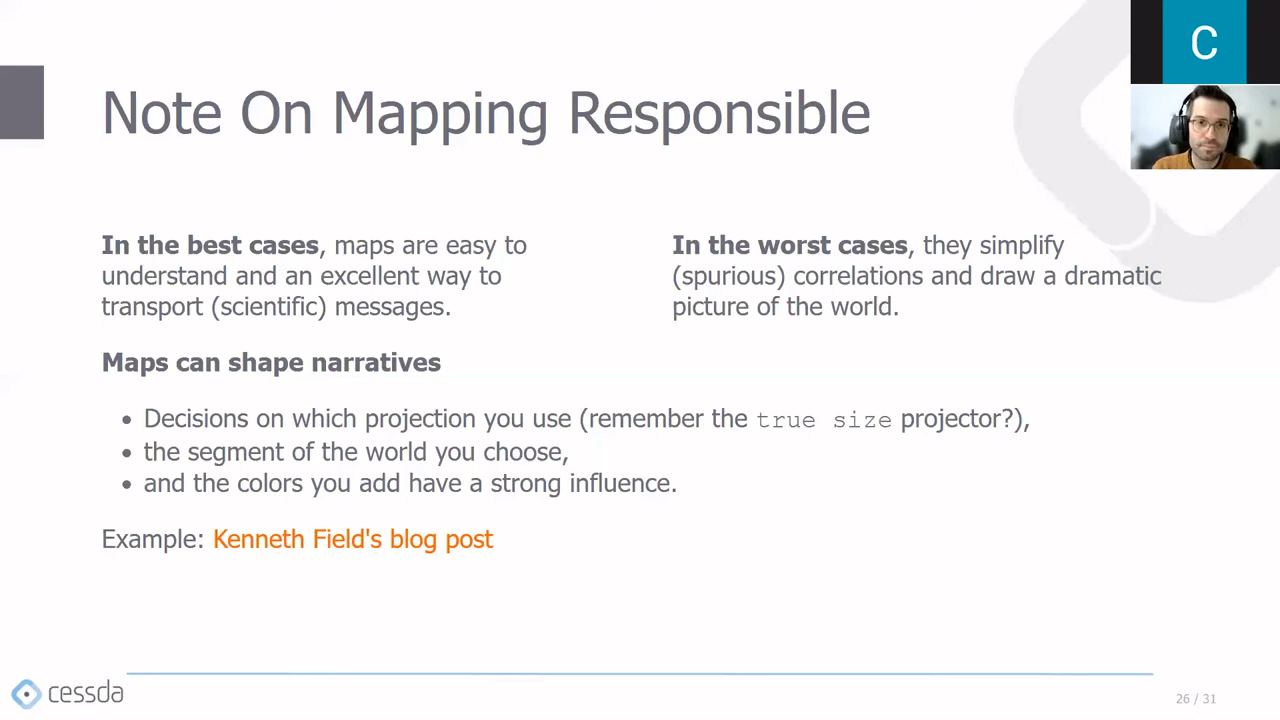 C
Note On Mapping Responsible
In the best cases, maps are easy to
understand and an excellent way to
transport (scientific) messages.
In the worst cases, they simplify
(spurious) correlations and draw a dramatic
picture of the world.
Maps can shape narratives
• Decisions on which projection you use (remember the true size projector?),
• the segment of the world you choose,
• and the colors you add have a strong influence.
Example: Kenneth Field's blog post
cessda
26 / 31